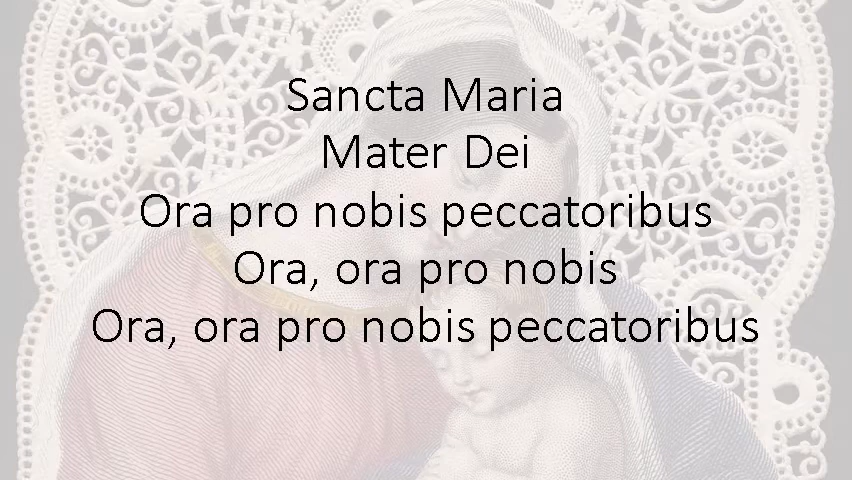 Sancta Maria
Mater Dei
Ora pro nobis peccatoribus
Ora, ora pro nobis
Ora, ora pro nobis peccatoribus